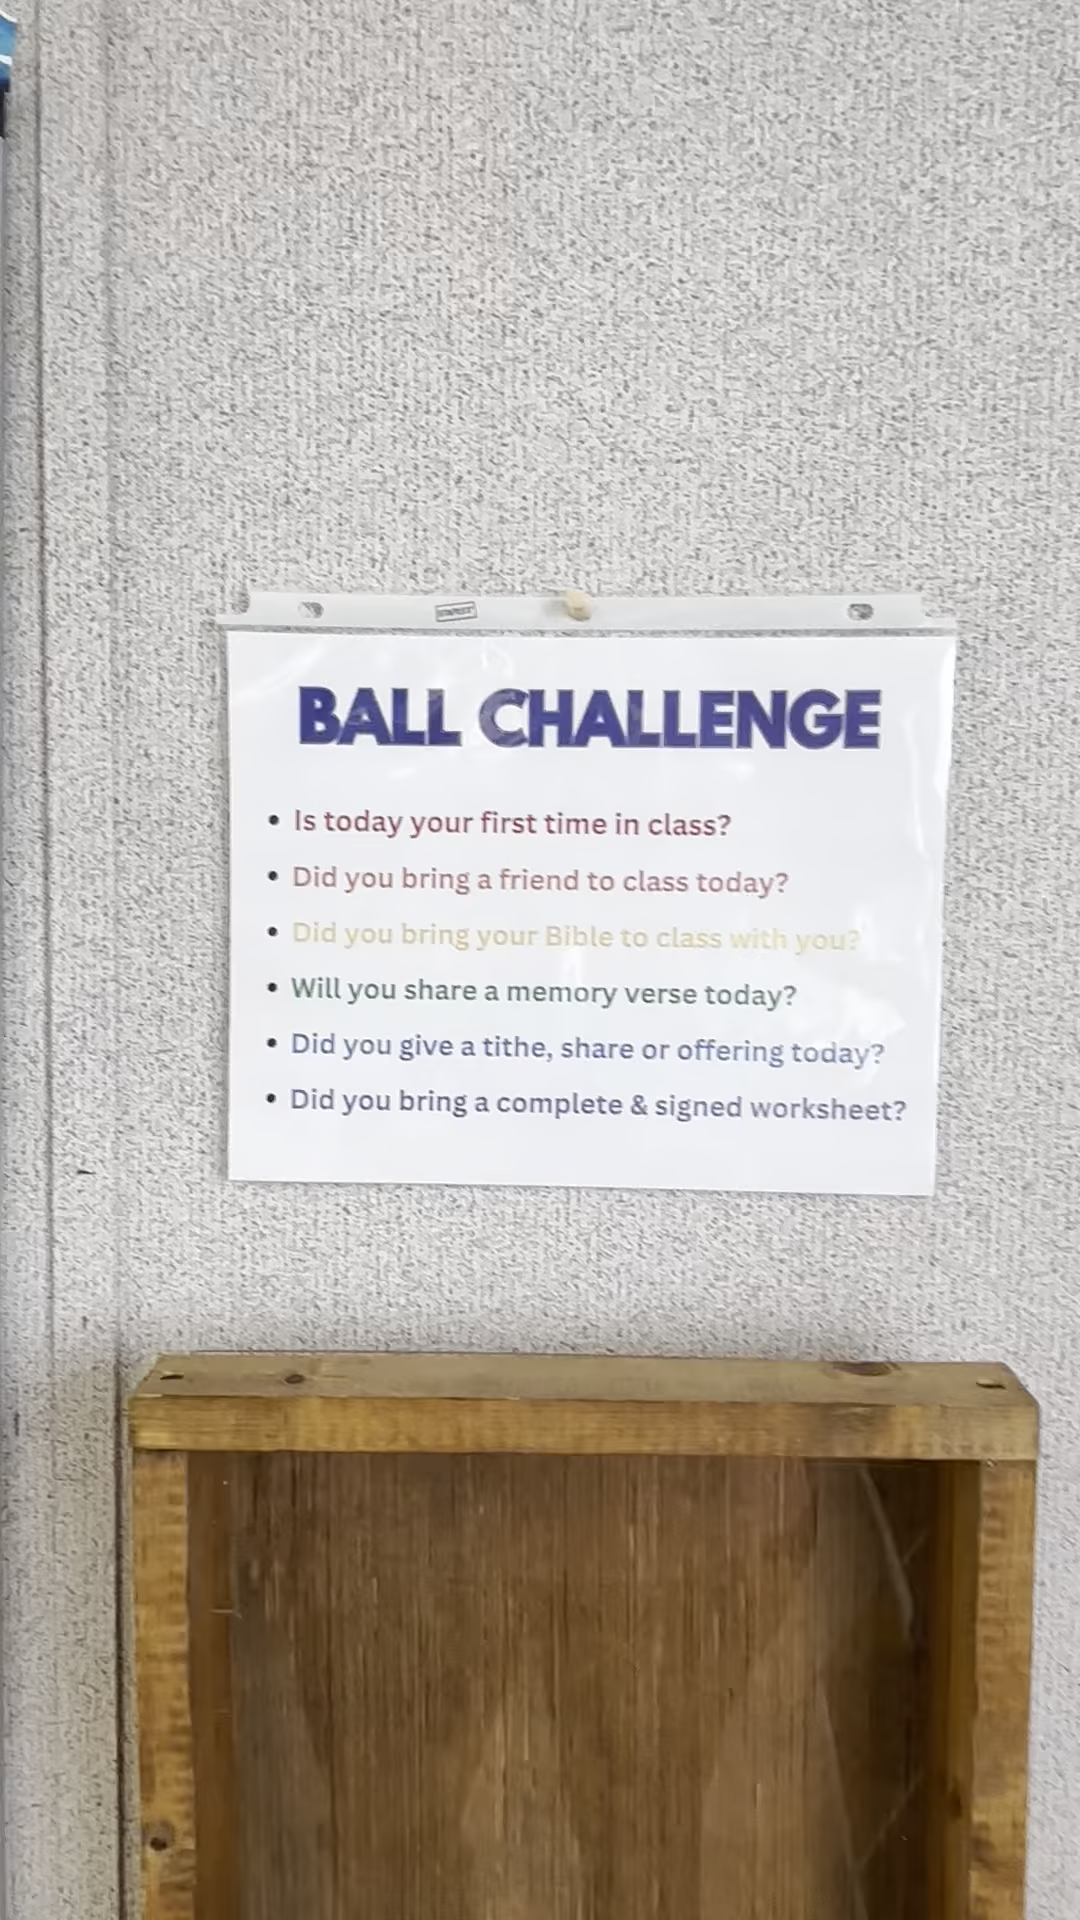 BALL CHALLENGE
• Is today your first time in class?
• Did you bring a friend to class today?
• Did you bring your Bible to class with you?
• Will you share a memory verse today?
• Did you give a tithe, share or offering today?
• Did you bring a complete & signed worksheet?